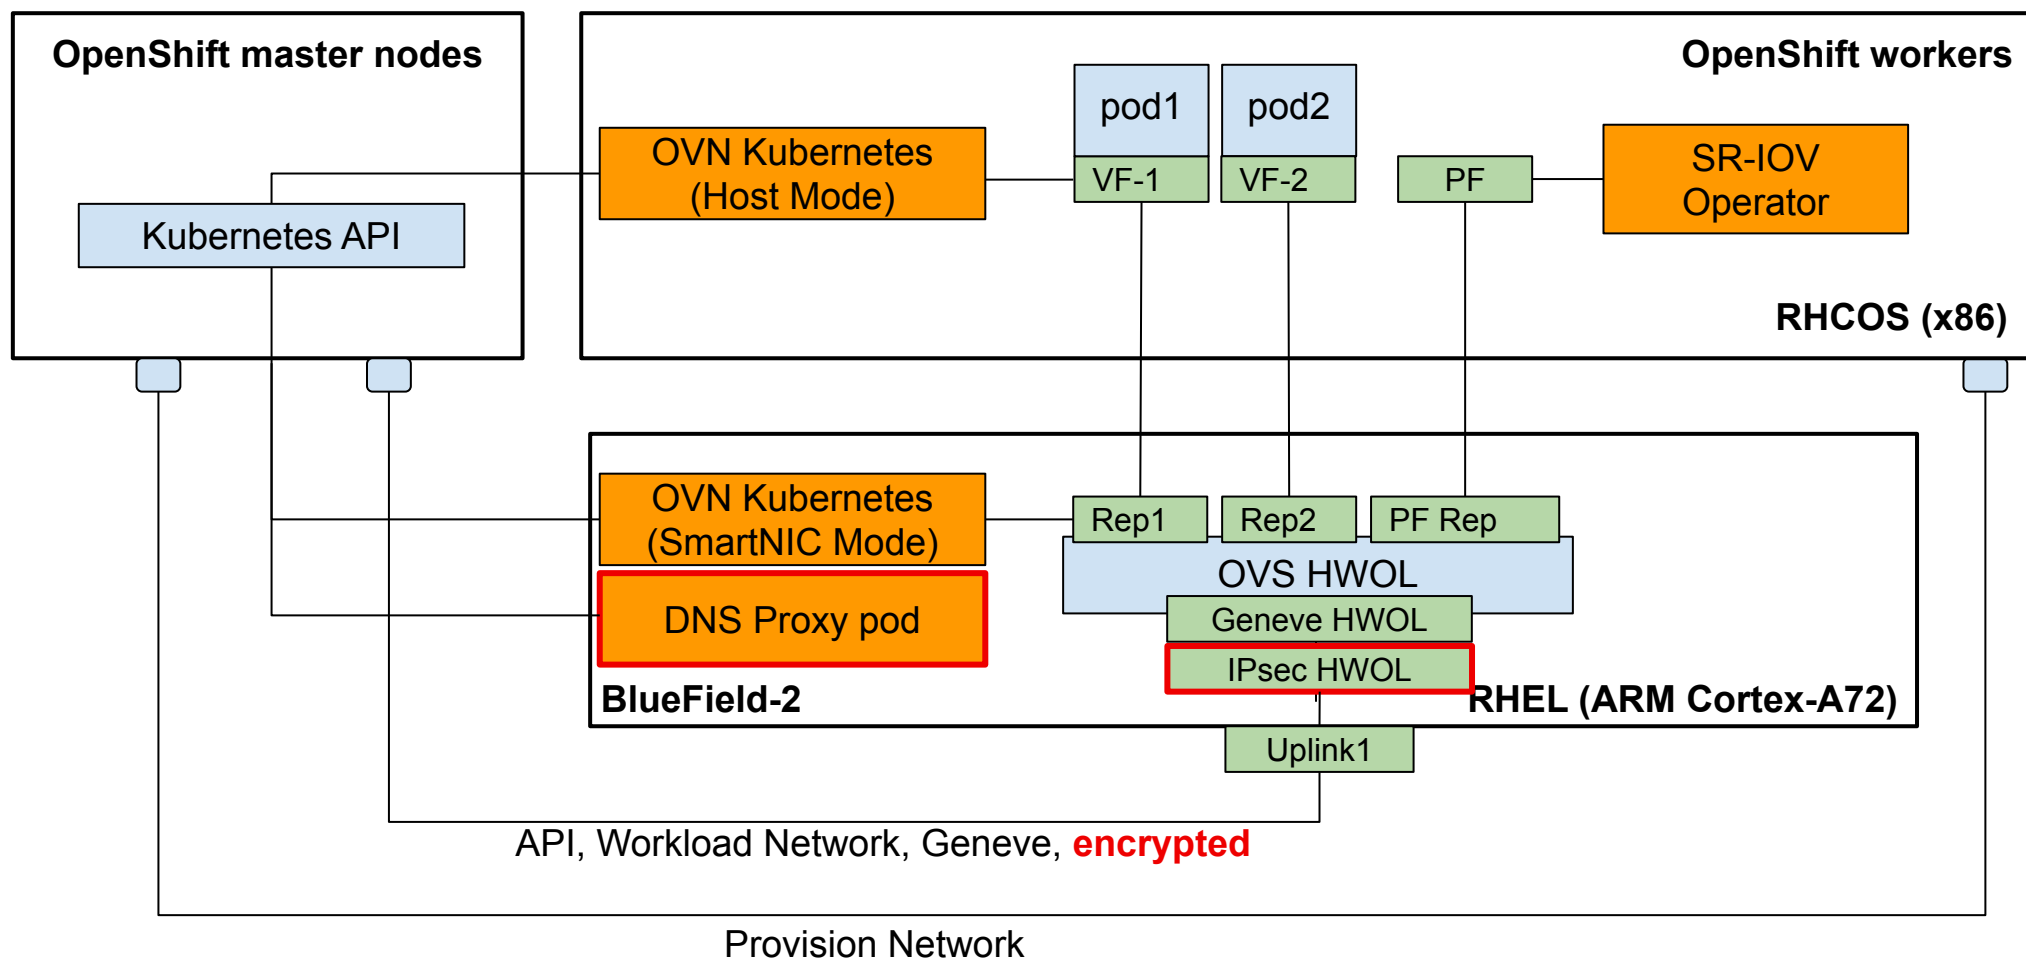 OpenShift master nodes
Kubernetes API
OpenShift workers
OVN Kubernetes
(Host Mode)
pod1
VF-1
pod2
VF-2
PF
SR-IOV
Operator
RHCOS (x86)
OVN Kubernetes
(SmartNIC Mode)
DNS Proxy pod
Rep1
Rep2
PF Rep
OVS HWOL
Geneve HWOL
IPsec HWOL
BlueField-2
RHEL (ARM Cortex-A72)
Uplink1
API, Workload Network, Geneve, encrypted
Provision Network